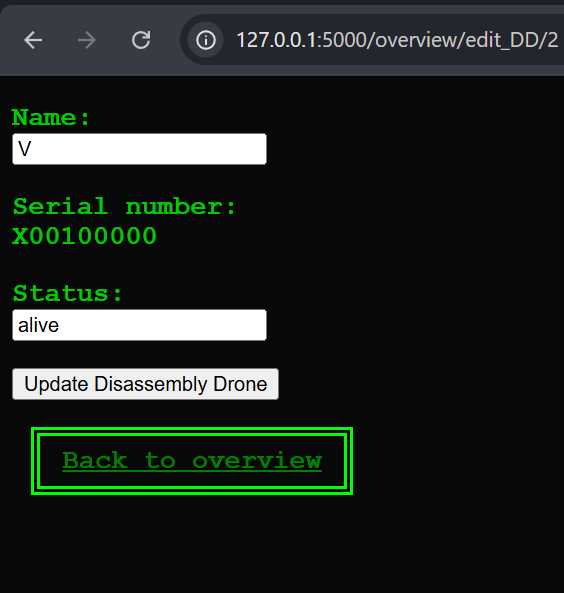 127.0.0.1:5000/overview/edit_DD/2
Name:
V
Serial number:
X00100000
Status:
alive
Update Disassembly Drone
Back to overview